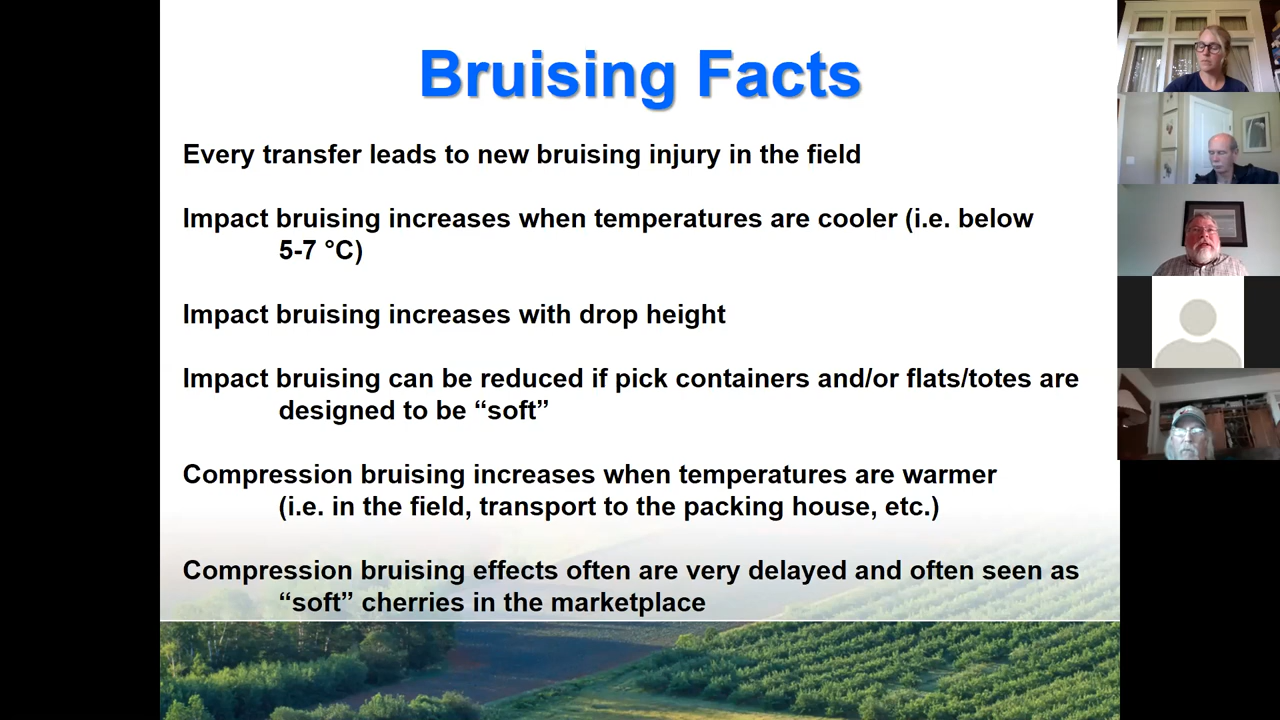 Bruising Facts
Every transfer leads to new bruising injury in the field
Impact bruising increases when temperatures are cooler (i.e. below
5-7 °C)
Impact bruising increases with drop height
Impact bruising can be reduced if pick containers and/or flats/totes are
designed to be “soft”
Compression bruising increases when temperatures are warmer
(i.e. in the field, transport to the packing house, etc.)
Compression bruising effects often are very delayed and often seen as
“soft” cherries in the marketplace